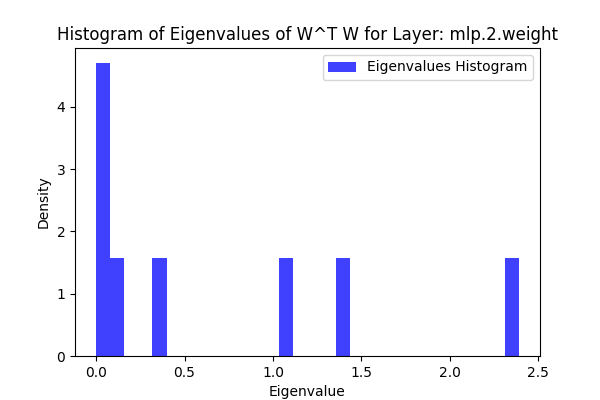 Histogram of Eigenvalues of W^T W for Layer: mlp.2.weight
Eigenvalues Histogram
Density
4
3
2
1
0
0.0 0.5 1.0 1.5 2.0 2.5
Eigenvalue